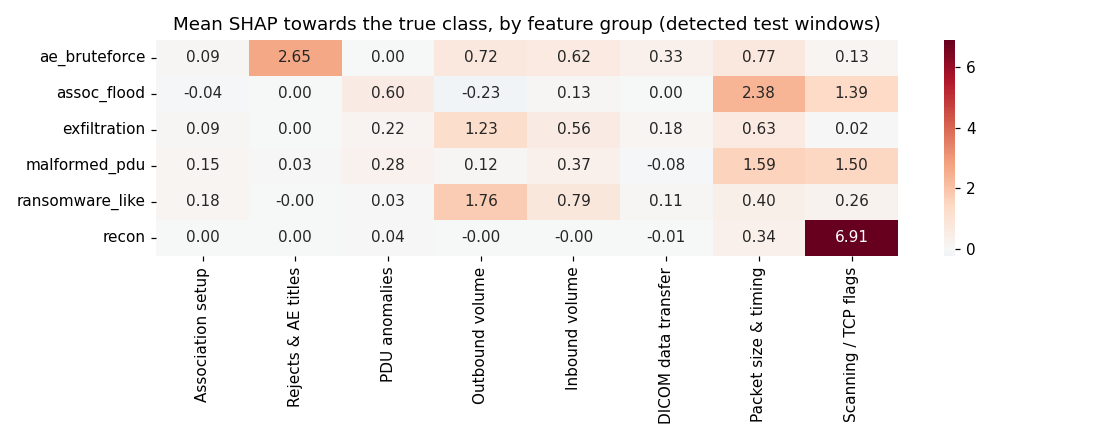 Mean SHAP towards the true class, by feature group (detected test windows)
ae_bruteforce 0.09 2.65 0.00 0.72 0.62 0.33 0.77 0.13
assoc_flood -0.04 0.00 0.60 -0.23 0.13 0.00 2.38 1.39
exfiltration 0.09 0.00 0.22 1.23 0.56 0.18 0.63 0.02
malformed_pdu 0.15 0.03 0.28 0.12 0.37 -0.08 1.59 1.50
ransomware_like 0.18 -0.00 0.03 1.76 0.79 0.11 0.40 0.26
recon 0.00 0.00 0.04 -0.00 -0.00 -0.01 0.34 6.91
Association setup
Rejects & AE titles
PDU anomalies
Outbound volume
Inbound volume
DICOM data transfer
Packet size & timing
Scanning / TCP flags
6
4
2
0